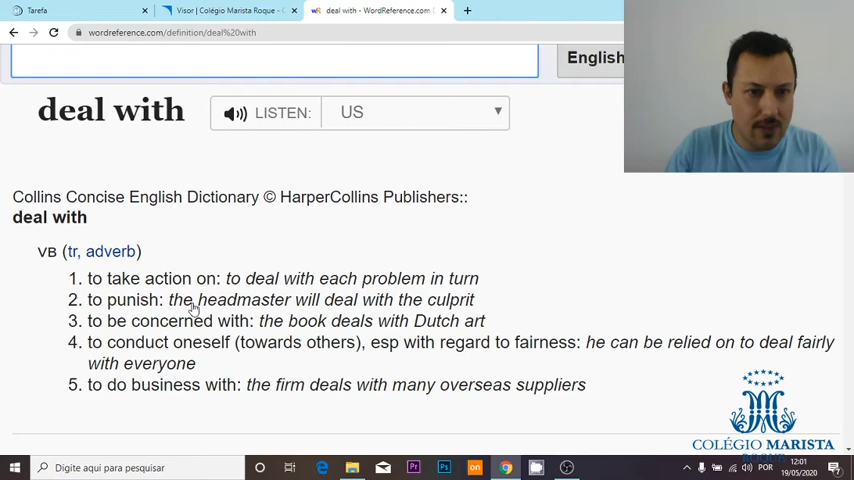 Tarefa
Visor | Colégio Marista Roque - C
deal with - WordReference.com
wordreference.com/definition/deal%20with
English
deal with
LISTEN:
US
Collins Concise English Dictionary © HarperCollins Publishers::
deal with
VB (tr, adverb)
1. to take action on: to deal with each problem in turn
2. to punish: the headmaster will deal with the culprit
3. to be concerned with: the book deals with Dutch art
4. to conduct oneself (towards others), esp with regard to fairness: he can be relied on to deal fairly
with everyone
5. to do business with: the firm deals with many overseas suppliers
COLÉGIO MARISTA
ROQUE
Digite aqui para pesquisar
Pr
Ps
on
POR
12:01
19/05/2020